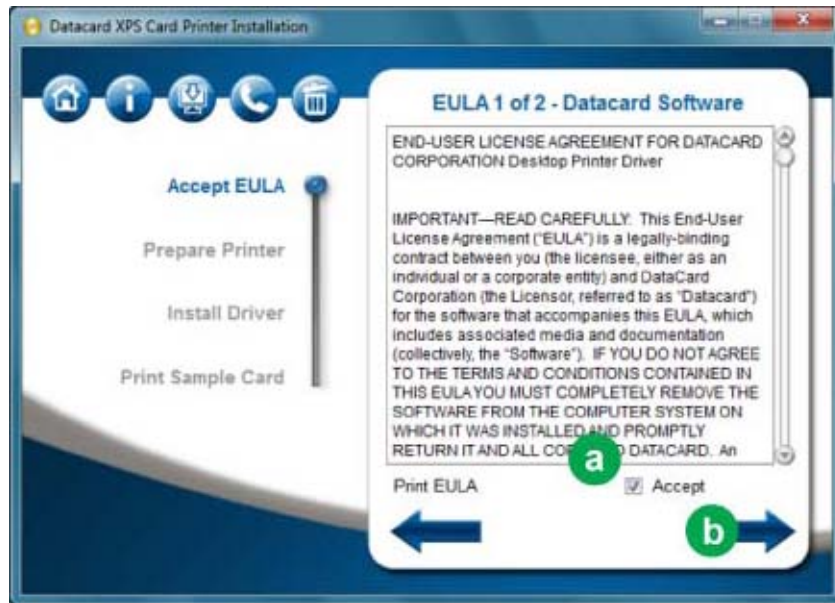 Datacard XPS Card Printer Installation
EULA 1 of 2 - Datacard Software
Accept EULA
Prepare Printer
Install Driver
Print Sample Card
END-USER LICENSE AGREEMENT FOR DATACARD
CORPORATION Desktop Printer Driver
IMPORTANT—READ CAREFULLY: This End-User
License Agreement ("EULA") is a legally-binding
contract between you (the licensee, either as an
individual or a corporate entity) and DataCard
Corporation (the Licensor, referred to as "Datacard")
for the software that accompanies this EULA, which
includes associated media and documentation
(collectively, the "Software"). IF YOU DO NOT AGREE
TO THE TERMS AND CONDITIONS CONTAINED IN
THIS EULA YOU MUST COMPLETELY REMOVE THE
SOFTWARE FROM THE COMPUTER SYSTEM ON
WHICH IT WAS INSTALLED AND PROMPTLY
RETURN IT AND ALL DATACARD. An
a
Print EULA
Accept
b